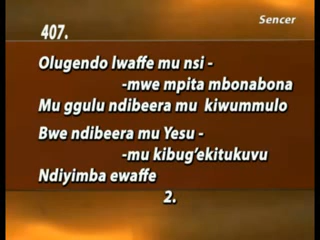 Sencer
407.
Olugendo lwaffe mu nsi -
-mwe mpita mbonabona
Mu ggulu ndibeera mu kiwummulo
Bwe ndibeera mu Yesu -
-mu kibug'ekitukuvu
Ndiyimba ewaffe
2.